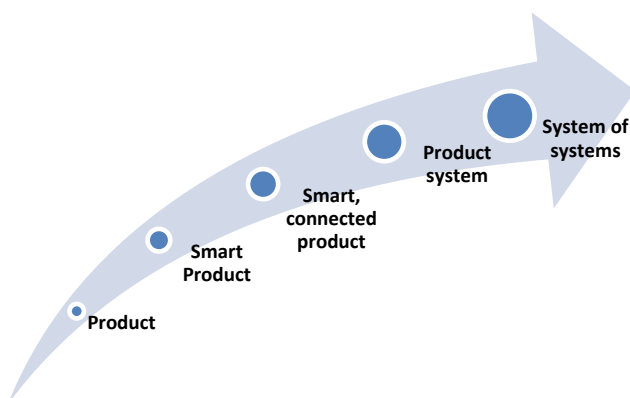 Product
Smart
Product
Smart,
connected
product
Product
system
System of
systems